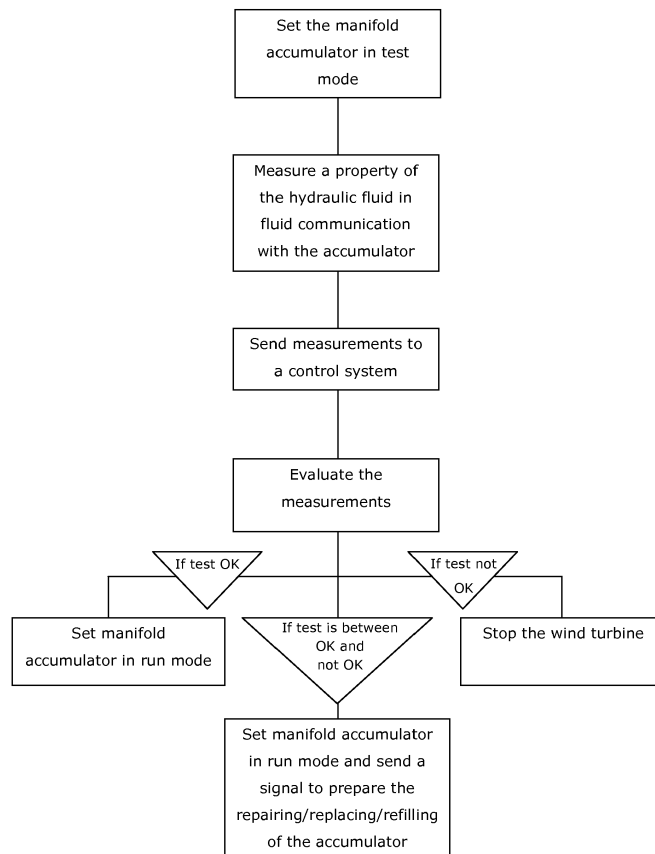 Set the manifold
accumulator in test
mode
Measure a property of
the hydraulic fluid in
fluid communication
with the accumulator
Send measurements to
a control system
Evaluate the
measurements
If test OK
If test not
OK
Set manifold
accumulator in run mode
If test is between
OK and
not OK
Stop the wind turbine
Set manifold accumulator
in run mode and send a
signal to prepare the
repairing/replacing/refilling
of the accumulator